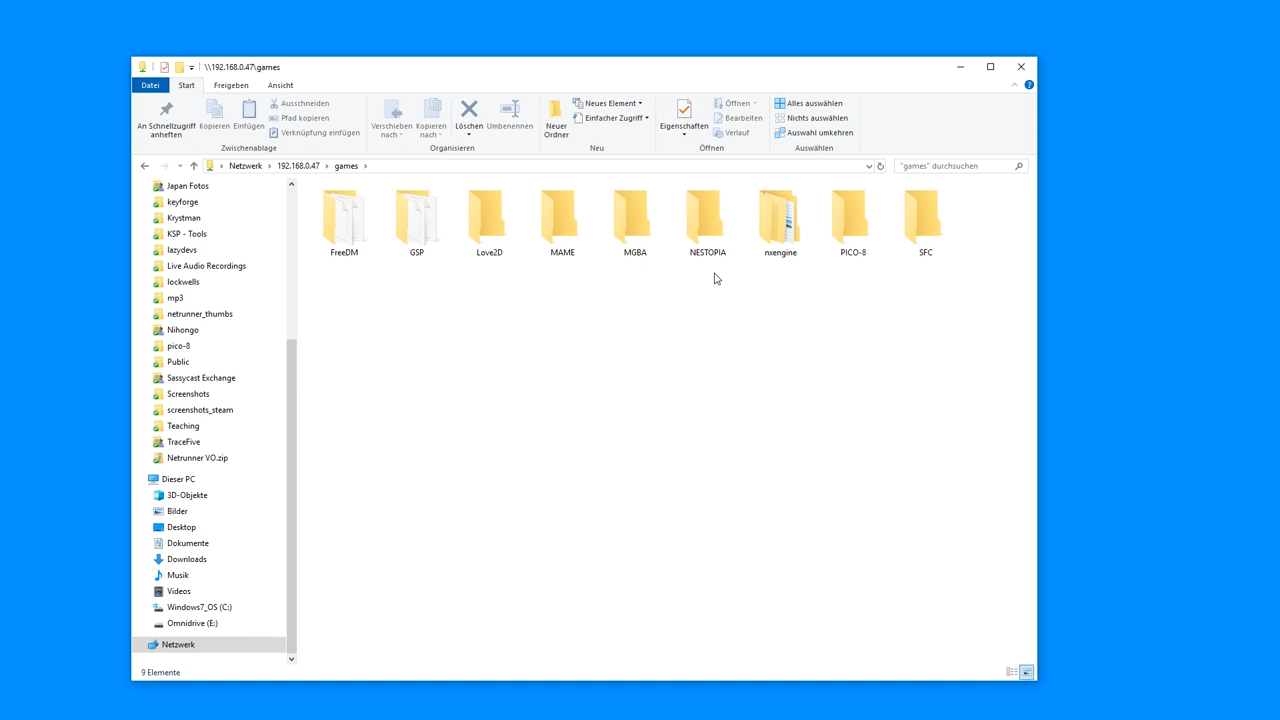 \\192.168.0.47\games
Datei Start Freigeben Ansicht
An Schnellzugriff anheften
Kopieren
Einfügen
Ausschneiden
Pfad kopieren
Verknüpfung einfügen
Zwischenablage
Verschieben nach
Kopieren nach
Löschen
Umbenennen
Organisieren
Neuer Ordner
Neues Element
Einfacher Zugriff
Neu
Eigenschaften
Öffnen
Bearbeiten
Verlauf
Öffnen
Alles auswählen
Nichts auswählen
Auswahl umkehren
Auswählen
Netzwerk > 192.168.0.47 > games >
"games" durchsuchen
Japan Fotos
keyforge
Krystman
KSP - Tools
lazydevs
Live Audio Recordings
lockwells
mp3
netrunner_thumbs
Nihongo
pico-8
Public
Sassycast Exchange
Screenshots
screenshots_steam
Teaching
TraceFive
Netrunner VO.zip
Dieser PC
3D-Objekte
Bilder
Desktop
Dokumente
Downloads
Musik
Videos
Windows7_OS (C:)
Omnidrive (E:)
Netzwerk
FreeDM GSP Love2D MAME MGBA NESTOPIA nxengine PICO-8 SFC
9 Elemente